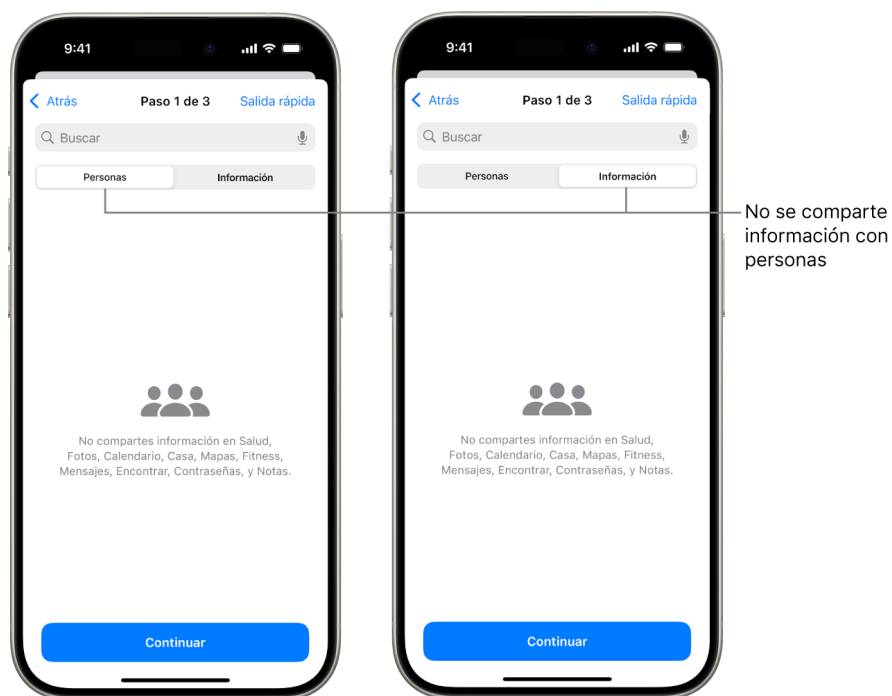 9:41
Atrás
Paso 1 de 3
Salida rápida
Buscar
Personas
Información
No compartes información en Salud,
Fotos, Calendario, Casa, Mapas, Fitness,
Mensajes, Encontrar, Contraseñas, y Notas.
Continuar
9:41
Atrás
Paso 1 de 3
Salida rápida
Buscar
Personas
Información
No compartes información en Salud,
Fotos, Calendario, Casa, Mapas, Fitness,
Mensajes, Encontrar, Contraseñas, y Notas.
Continuar
No se comparte
información con
personas